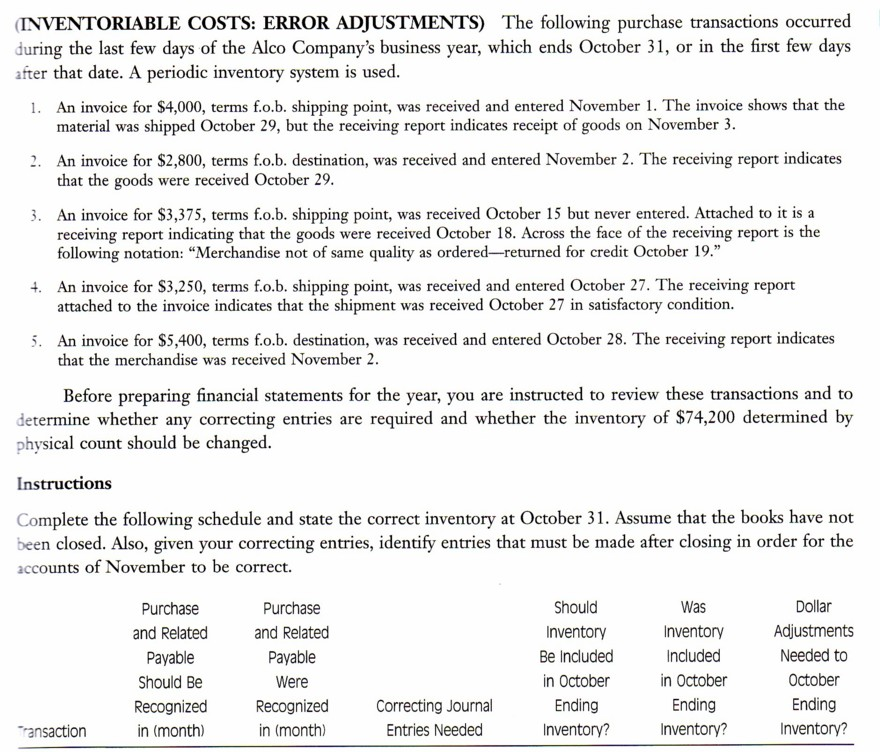 (INVENTORIABLE COSTS: ERROR ADJUSTMENTS) The following purchase transactions occurred
during the last few days of the Alco Company's business year, which ends October 31, or in the first few days
after that date. A periodic inventory system is used.
1. An invoice for $4,000, terms f.o.b. shipping point, was received and entered November 1. The invoice shows that the
material was shipped October 29, but the receiving report indicates receipt of goods on November 3.
2. An invoice for $2,800, terms f.o.b. destination, was received and entered November 2. The receiving report indicates
that the goods were received October 29.
3. An invoice for $3,375, terms f.o.b. shipping point, was received October 15 but never entered. Attached to it is a
receiving report indicating that the goods were received October 18. Across the face of the receiving report is the
following notation: "Merchandise not of same quality as ordered—returned for credit October 19."
4. An invoice for $3,250, terms f.o.b. shipping point, was received and entered October 27. The receiving report
attached to the invoice indicates that the shipment was received October 27 in satisfactory condition.
5. An invoice for $5,400, terms f.o.b. destination, was received and entered October 28. The receiving report indicates
that the merchandise was received November 2.
Before preparing financial statements for the year, you are instructed to review these transactions and to
determine whether any correcting entries are required and whether the inventory of $74,200 determined by
physical count should be changed.
Instructions
Complete the following schedule and state the correct inventory at October 31. Assume that the books have not
been closed. Also, given your correcting entries, identify entries that must be made after closing in order for the
accounts of November to be correct.
Purchase Purchase Should Was Dollar
and Related and Related Inventory Inventory Adjustments
Payable Payable Be Included Included Needed to
Should Be Were in October in October October
Recognized Recognized Correcting Journal Ending Ending Ending
Transaction in (month) in (month) Entries Needed Inventory? Inventory? Inventory?